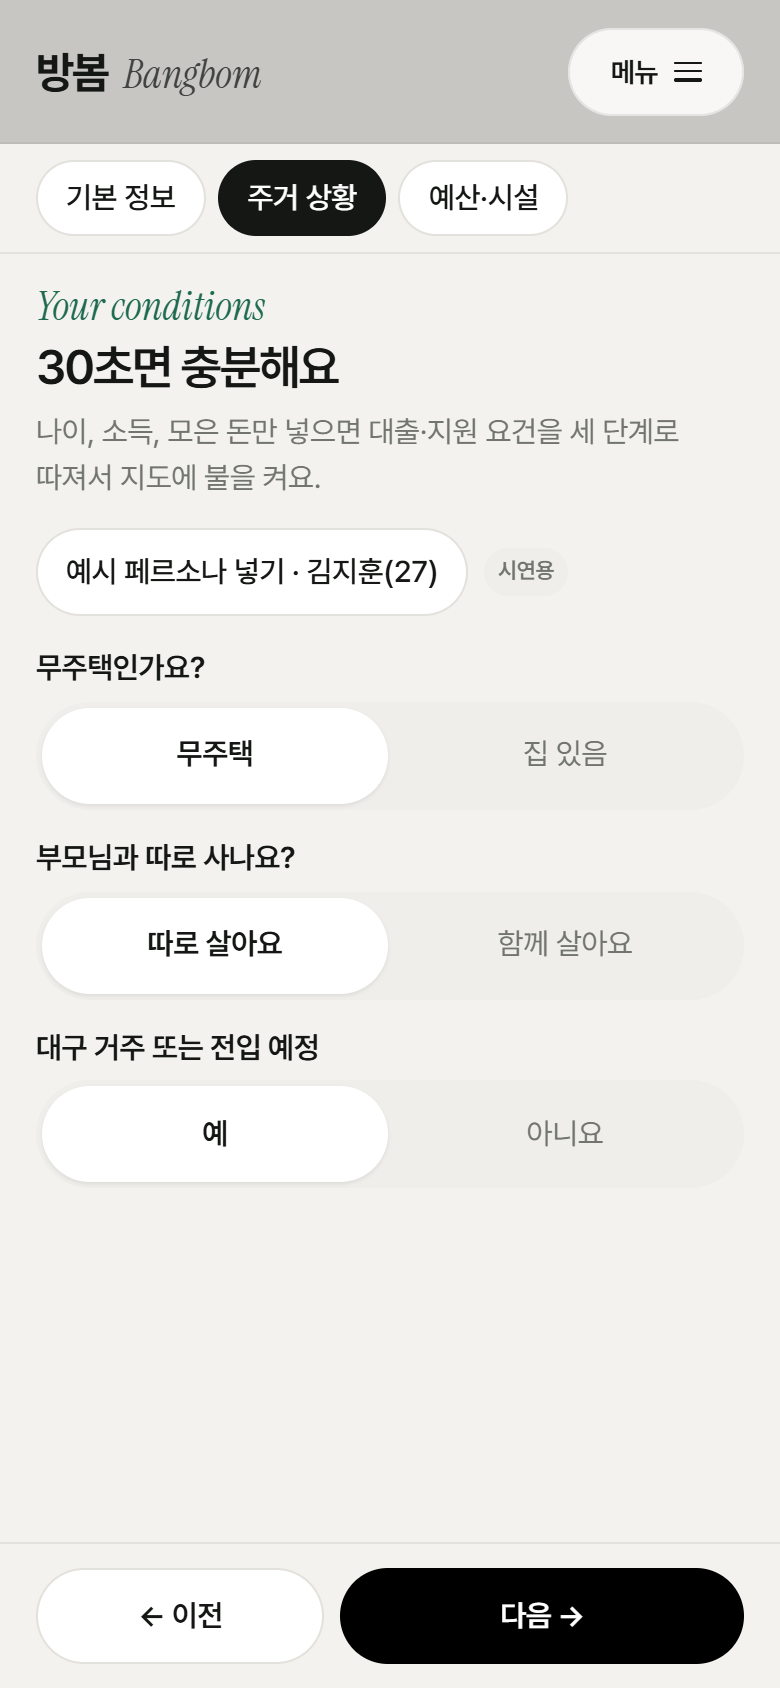 방봄 Bangbom
메뉴
기본 정보
주거 상황
예산·시설
Your conditions
30초면 충분해요
나이, 소득, 모은 돈만 넣으면 대출·지원 요건을 세 단계로
따져서 지도에 불을 켜요.
예시 페르소나 넣기 · 김지훈(27)
시연용
무주택인가요?
무주택
집 있음
부모님과 따로 사나요?
따로 살아요
함께 살아요
대구 거주 또는 전입 예정
예
아니요
← 이전
다음 →